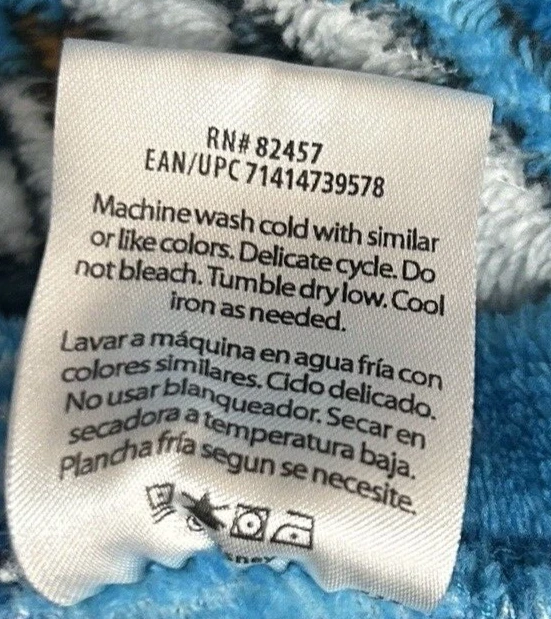 RN# 82457
EAN/UPC 71414739578
Machine wash cold with similar
or like colors. Delicate cycle. Do
not bleach. Tumble dry low. Cool
iron as needed.
Lavar a máquina en agua fría con
colores similares. Ciclo delicado.
No usar blanqueador. Secar en
secadora a temperatura baja.
Plancha fría segun se necesite.